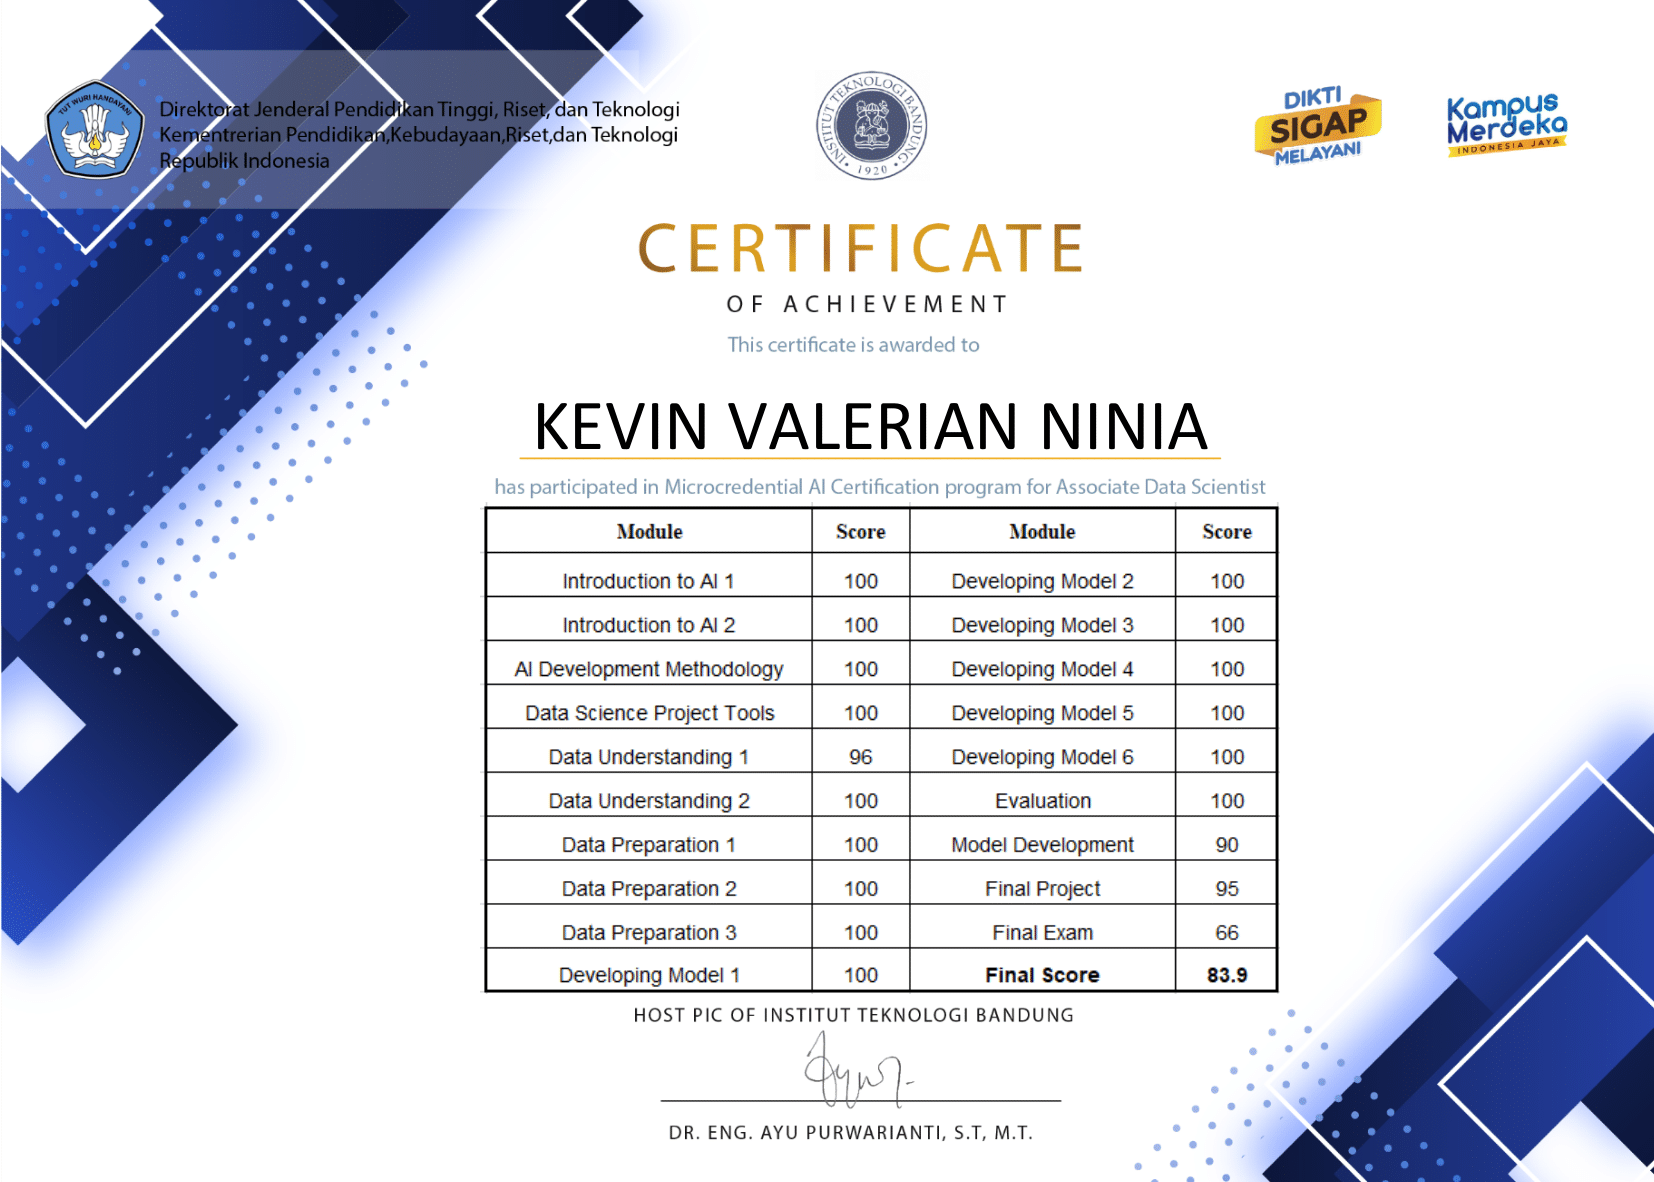 TUT WURI HANDAYANI
Direktorat Jenderal Pendidikan Tinggi, Riset, dan Teknologi
Kementrerian Pendidikan,Kebudayaan,Riset,dan Teknologi
Republik Indonesia
INSTITUT TEKNOLOGI BANDUNG
1920
DIKTI
SIGAP
MELAYANI
Kampus
Merdeka
INDONESIA JAYA
CERTIFICATE
OF ACHIEVEMENT
This certificate is awarded to
KEVIN VALERIAN NINIA
has participated in Microcredential AI Certification program for Associate Data Scientist
Module Score Module Score
Introduction to AI 1 100 Developing Model 2 100
Introduction to AI 2 100 Developing Model 3 100
AI Development Methodology 100 Developing Model 4 100
Data Science Project Tools 100 Developing Model 5 100
Data Understanding 1 96 Developing Model 6 100
Data Understanding 2 100 Evaluation 100
Data Preparation 1 100 Model Development 90
Data Preparation 2 100 Final Project 95
Data Preparation 3 100 Final Exam 66
Developing Model 1 100 Final Score 83.9
HOST PIC OF INSTITUT TEKNOLOGI BANDUNG
DR. ENG. AYU PURWARIANTI, S.T, M.T.